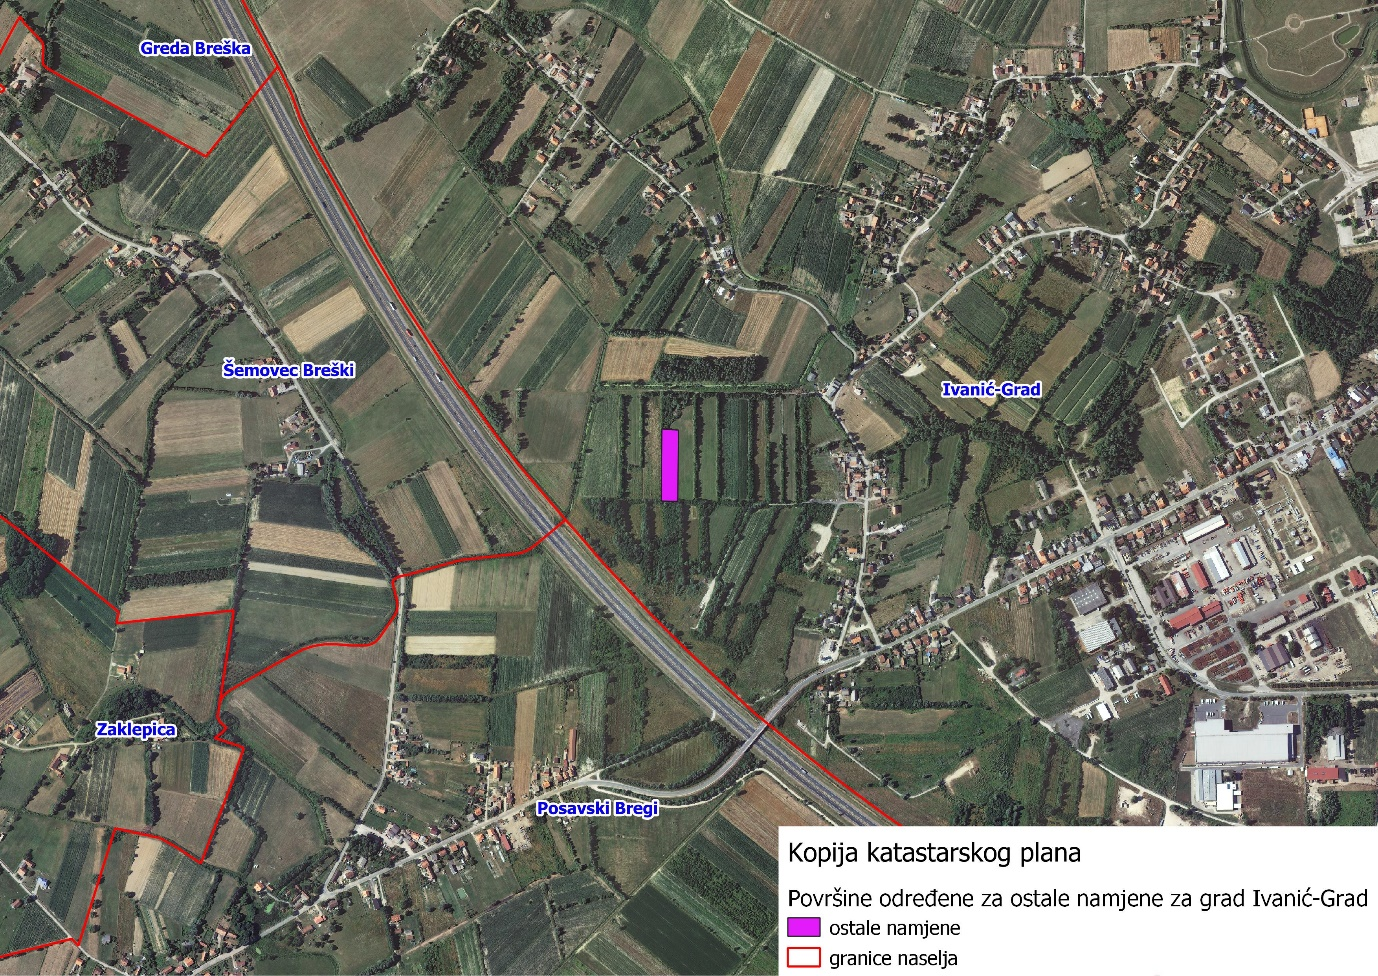 Greda Breška
Šemovec Breški
Ivanić-Grad
Zaklepica
Posavski Bregi
Kopija katastarskog plana
Površine određene za ostale namjene za grad Ivanić-Grad
ostale namjene
granice naselja